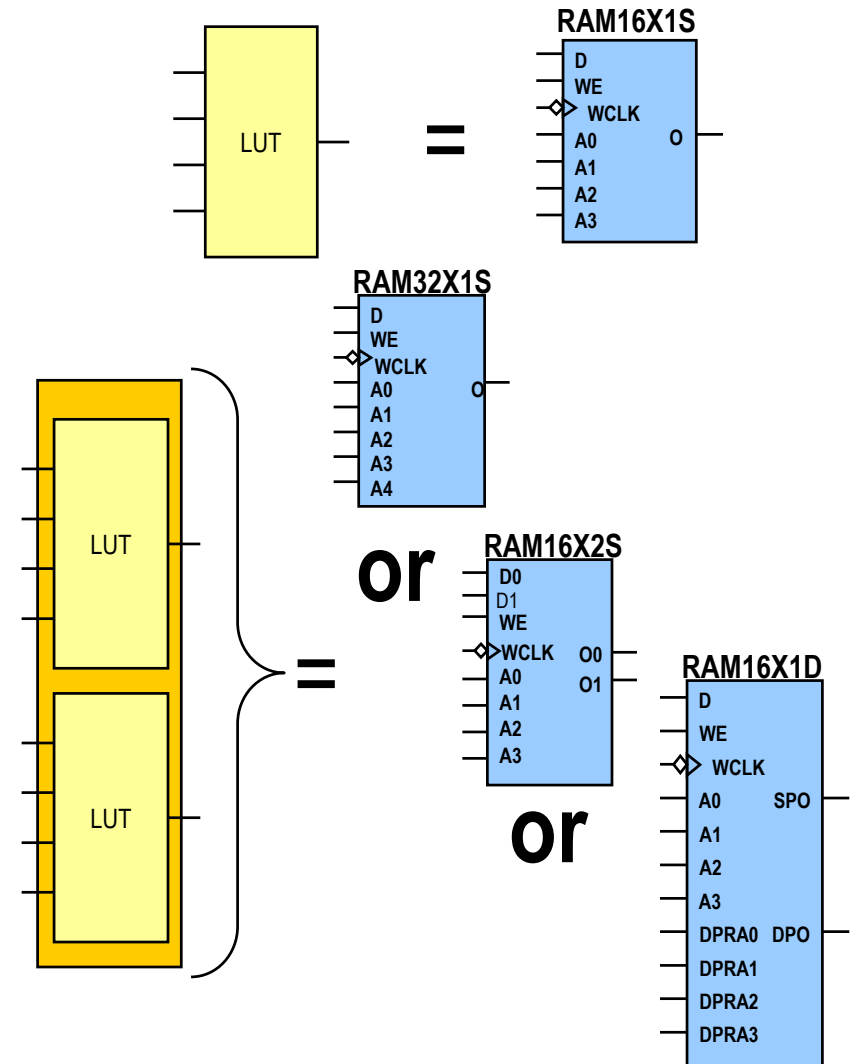 RAM16X1S
LUT
=
D
WE
WCLK
A0 O
A1
A2
A3
RAM32X1S
D
WE
WCLK
A0 O
A1
A2
A3
A4
LUT
LUT
=
or
RAM16X2S
D0
D1
WE
WCLK O0
A0 O1
A1
A2
A3
or
RAM16X1D
D
WE
WCLK
A0 SPO
A1
A2
A3
DPRA0 DPO
DPRA1
DPRA2
DPRA3